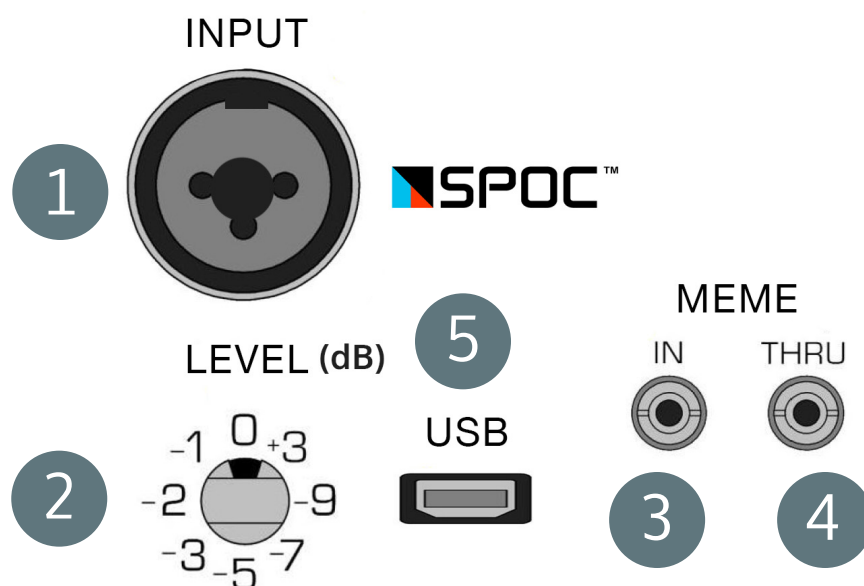 INPUT
1
SPOC™
MEME
5
IN
THRU
LEVEL (dB)
0
-1
+3
USB
-2
-9
2
3
4
-3
-7
-5